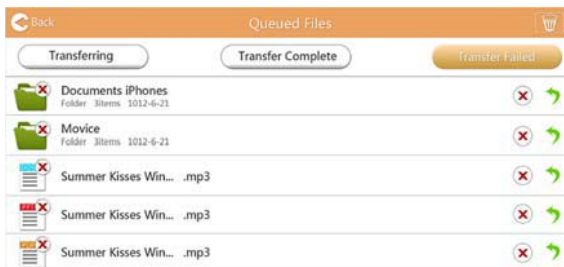 Back Queued Files
Transferring Transfer Complete Transfer Failed
Documents iPhones
Folder 3items 1012-6-21
Movice
Folder 3items 1012-6-21
Summer Kisses Win... .mp3
Summer Kisses Win... .mp3
Summer Kisses Win... .mp3